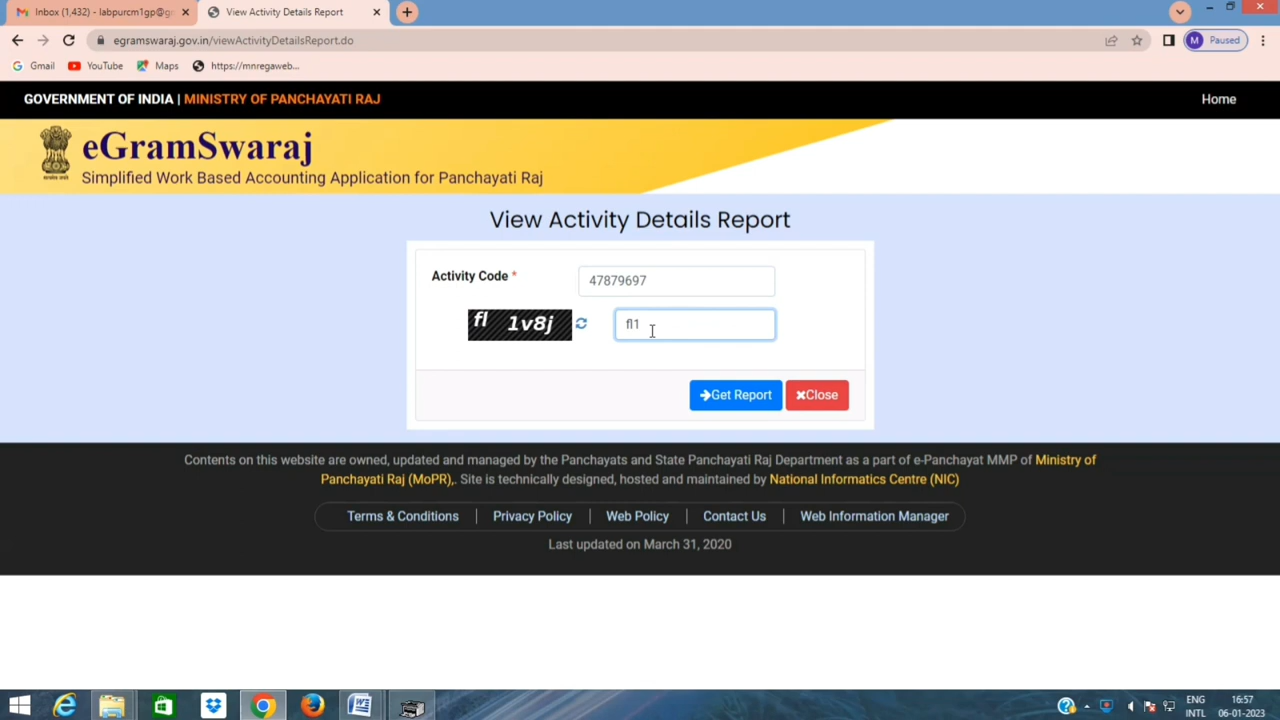 Inbox (1,432) - labpurcm1gp@g
View Activity Details Report
egramswaraj.gov.in/viewActivityDetailsReport.do
M Paused
Gmail YouTube Maps https://mnregaweb...
GOVERNMENT OF INDIA | MINISTRY OF PANCHAYATI RAJ Home
eGramSwaraj
Simplified Work Based Accounting Application for Panchayati Raj
View Activity Details Report
Activity Code * 47879697
fl 1v8j fl1
Get Report Close
Contents on this website are owned, updated and managed by the Panchayats and State Panchayati Raj Department as a part of e-Panchayat MMP of Ministry of
Panchayati Raj (MoPR),. Site is technically designed, hosted and maintained by National Informatics Centre (NIC)
Terms & Conditions | Privacy Policy | Web Policy | Contact Us | Web Information Manager
Last updated on March 31, 2020
ENG 16:57
INTL 06-01-2023